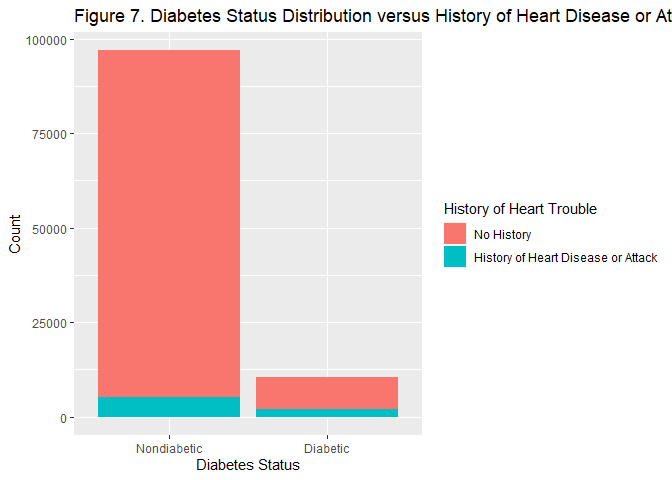 Figure 7. Diabetes Status Distribution versus History of Heart Disease or At
100000
75000
50000
25000
0
Count
Nondiabetic
Diabetic
Diabetes Status
History of Heart Trouble
No History
History of Heart Disease or Attack